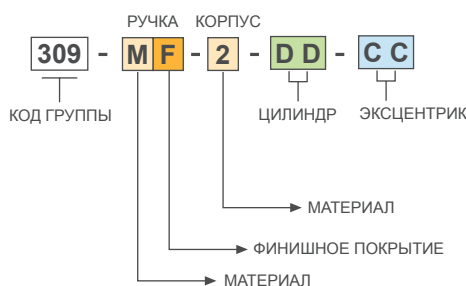 РУЧКА КОРПУС
309 - M F - 2 - D D - C C
КОД ГРУППЫ ЦИЛИНДР ЭКСЦЕНТРИК
МАТЕРИАЛ
ФИНИШНОЕ ПОКРЫТИЕ
МАТЕРИАЛ